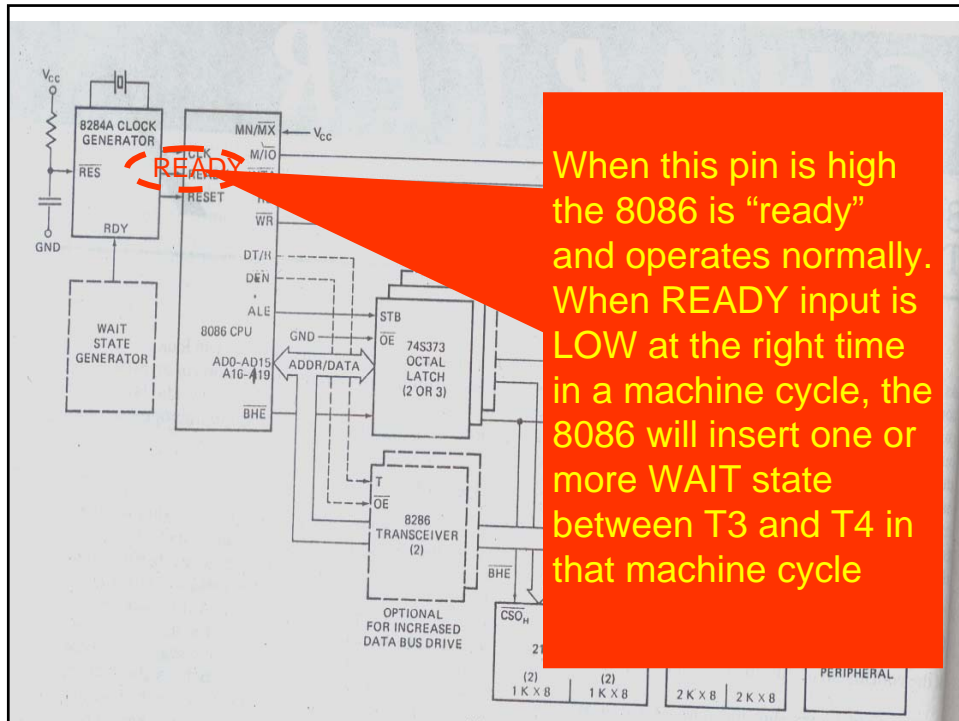 CHAPTER
Vcc
8284A CLOCK
GENERATOR
RES
RDY
GND
WAIT
STATE
GENERATOR
CLK
READY
RESET
MN/MX
Vcc
M/IO
WR
DT/R
DEN
ALE
8086 CPU
AD0-AD15
A16-A19
BHE
GND
ADDR/DATA
STB
OE
74S373
OCTAL
LATCH
(2 OR 3)
T
OE
8286
TRANSCEIVER
(2)
OPTIONAL
FOR INCREASED
DATA BUS DRIVE
BHE
CSOH
(2)
1K X 8
(2)
1K X 8
2K X 8
2K X 8
PERIPHERAL
When this pin is high
the 8086 is “ready”
and operates normally.
When READY input is
LOW at the right time
in a machine cycle, the
8086 will insert one or
more WAIT state
between T3 and T4 in
that machine cycle